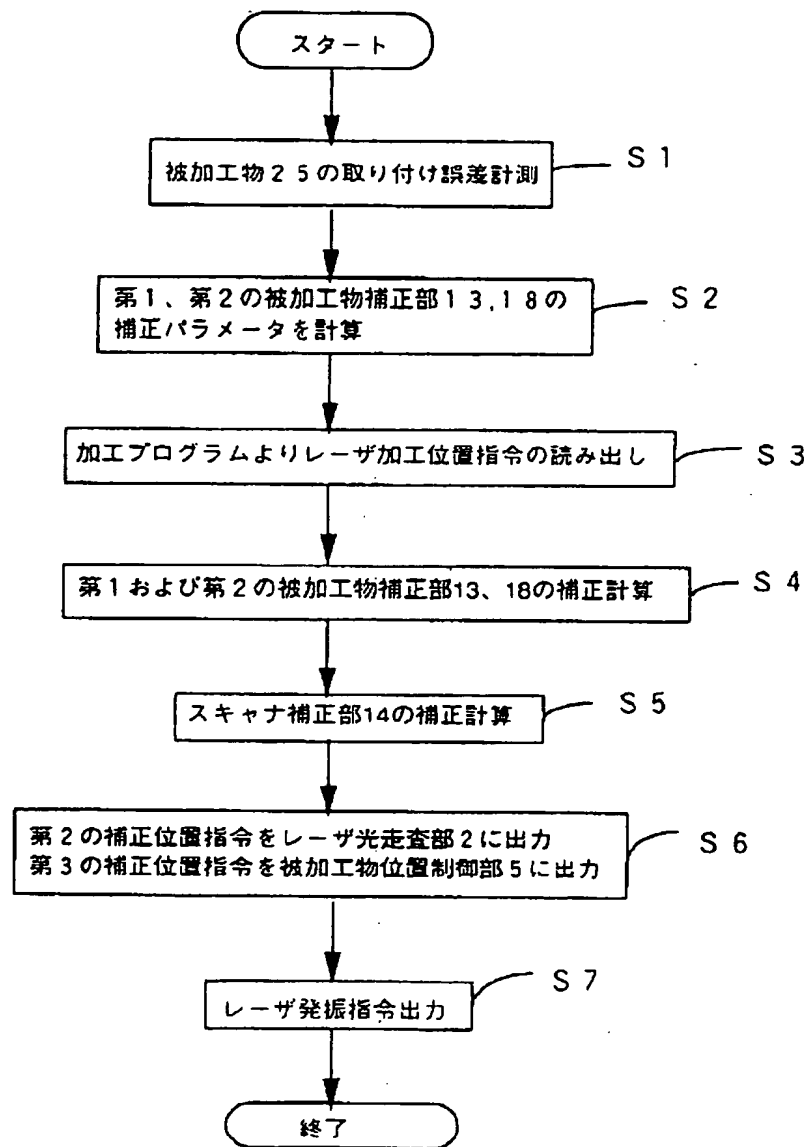 スタート
被加工物２５の取り付け誤差計測
Ｓ１
第１、第２の被加工物補正部１３,１８の
補正パラメータを計算
Ｓ２
加工プログラムよりレーザ加工位置指令の読み出し
Ｓ３
第１および第２の被加工物補正部13、18の補正計算
Ｓ４
スキャナ補正部14の補正計算
Ｓ５
第２の補正位置指令をレーザ光走査部２に出力
第３の補正位置指令を被加工物位置制御部５に出力
Ｓ６
レーザ発振指令出力
Ｓ７
終了